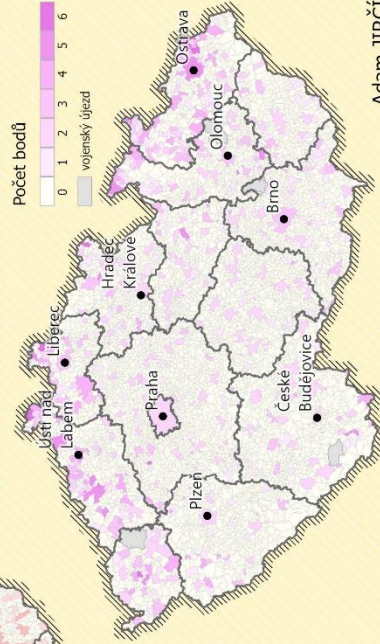 Počet bodů
0 1 2 3 4 5 6
vojenský újezd
Ústí nad
Labem
Liberec
Hradec
Králové
Praha
Plzeň
České
Budějovice
Brno
Olomouc
Ostrava
Adam JIRČÍ